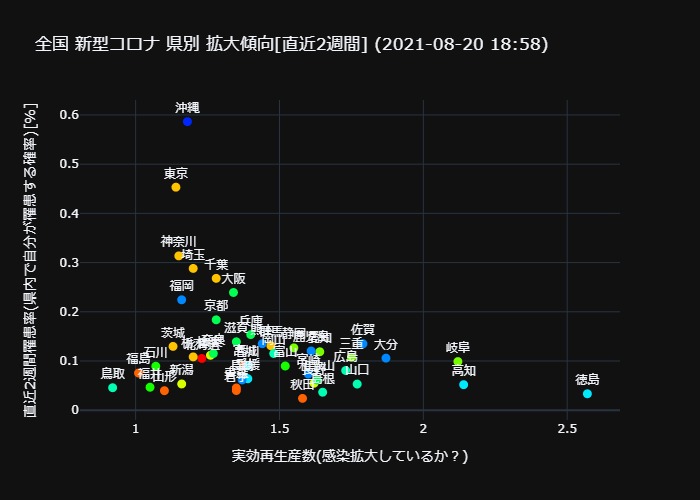 全国 新型コロナ 県別 拡大傾向[直近2週間] (2021-08-20 18:58)
直近2週間罹患率(県内で自分が罹患する確率)[%]
0.6
0.5
0.4
0.3
0.2
0.1
0
沖縄
東京
神奈川
埼玉
千葉
福岡
大阪
京都
兵庫
茨城
滋賀
静岡
佐賀
三重
大分
石川
岐阜
福島
広島
鳥取
福井
山形
新潟
山口
高知
秋田
徳島
1
1.5
2
2.5
実効再生産数(感染拡大しているか？)